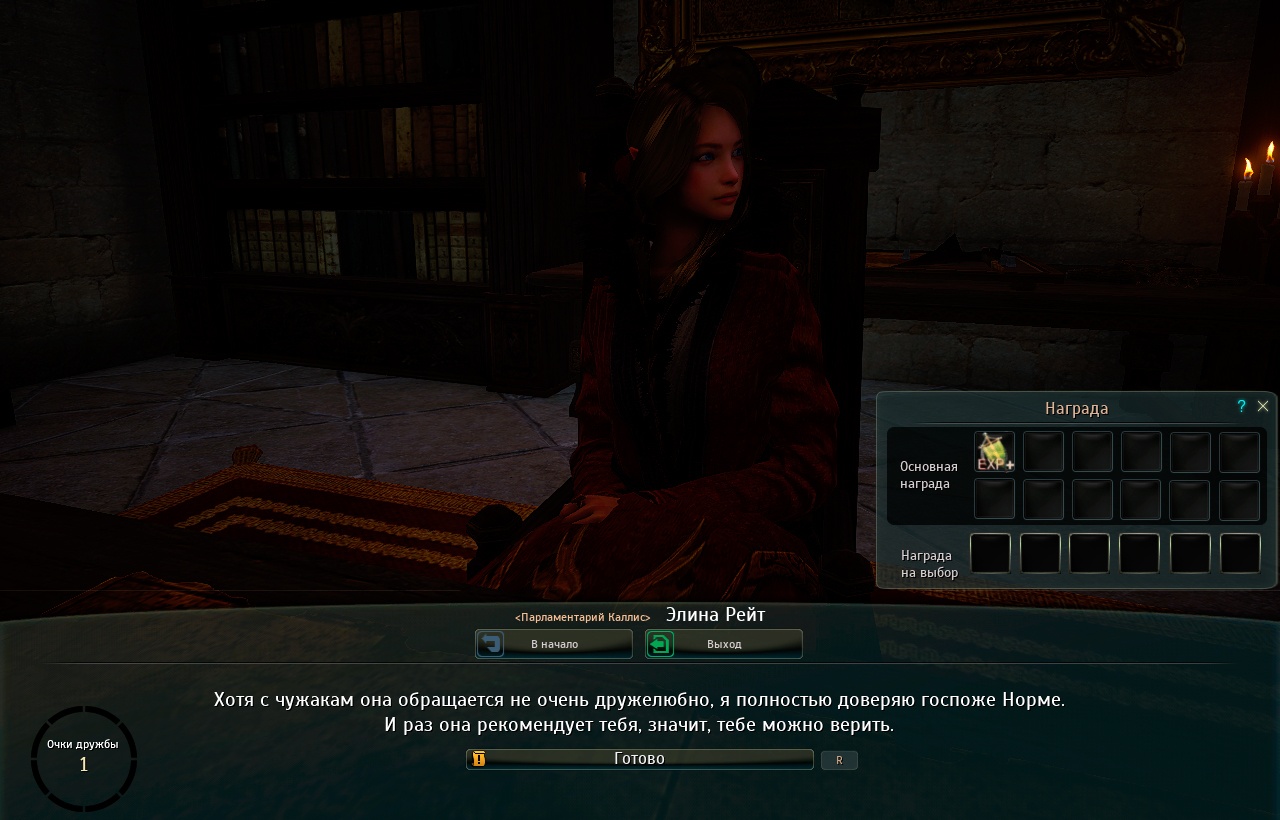 Награда
?
Основная
награда
EXP+
Награда
на выбор
<Парламентарий Каллис> Элина Рейт
В начало
Выход
Хотя с чужакам она обращается не очень дружелюбно, я полностью доверяю госпоже Норме.
И раз она рекомендует тебя, значит, тебе можно верить.
Готово
R
Очки дружбы
1